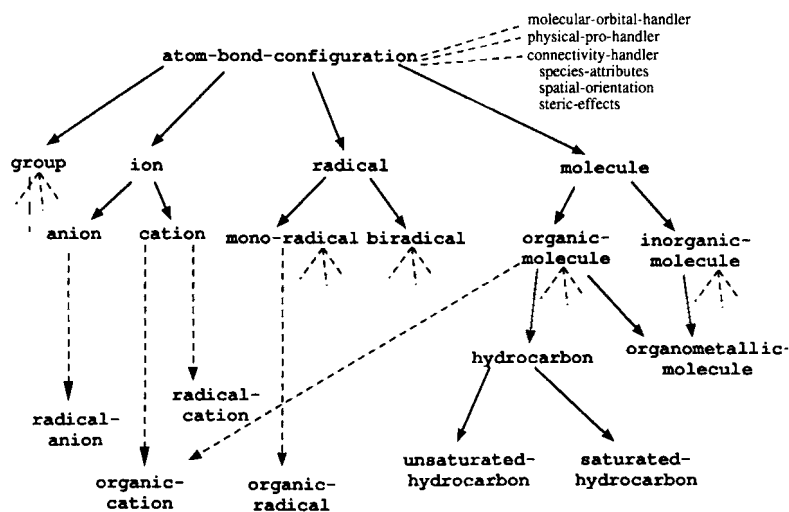 molecular-orbital-handler
physical-pro-handler
atom-bond-configuration
connectivity-handler
species-attributes
spatial-orientation
steric-effects
group
ion
radical
molecule
anion
cation
mono-radical
biradical
organic-
molecule
inorganic-
molecule
hydrocarbon
organometallic-
molecule
radical-
cation
radical-
anion
organic-
cation
organic-
radical
unsaturated-
hydrocarbon
saturated-
hydrocarbon